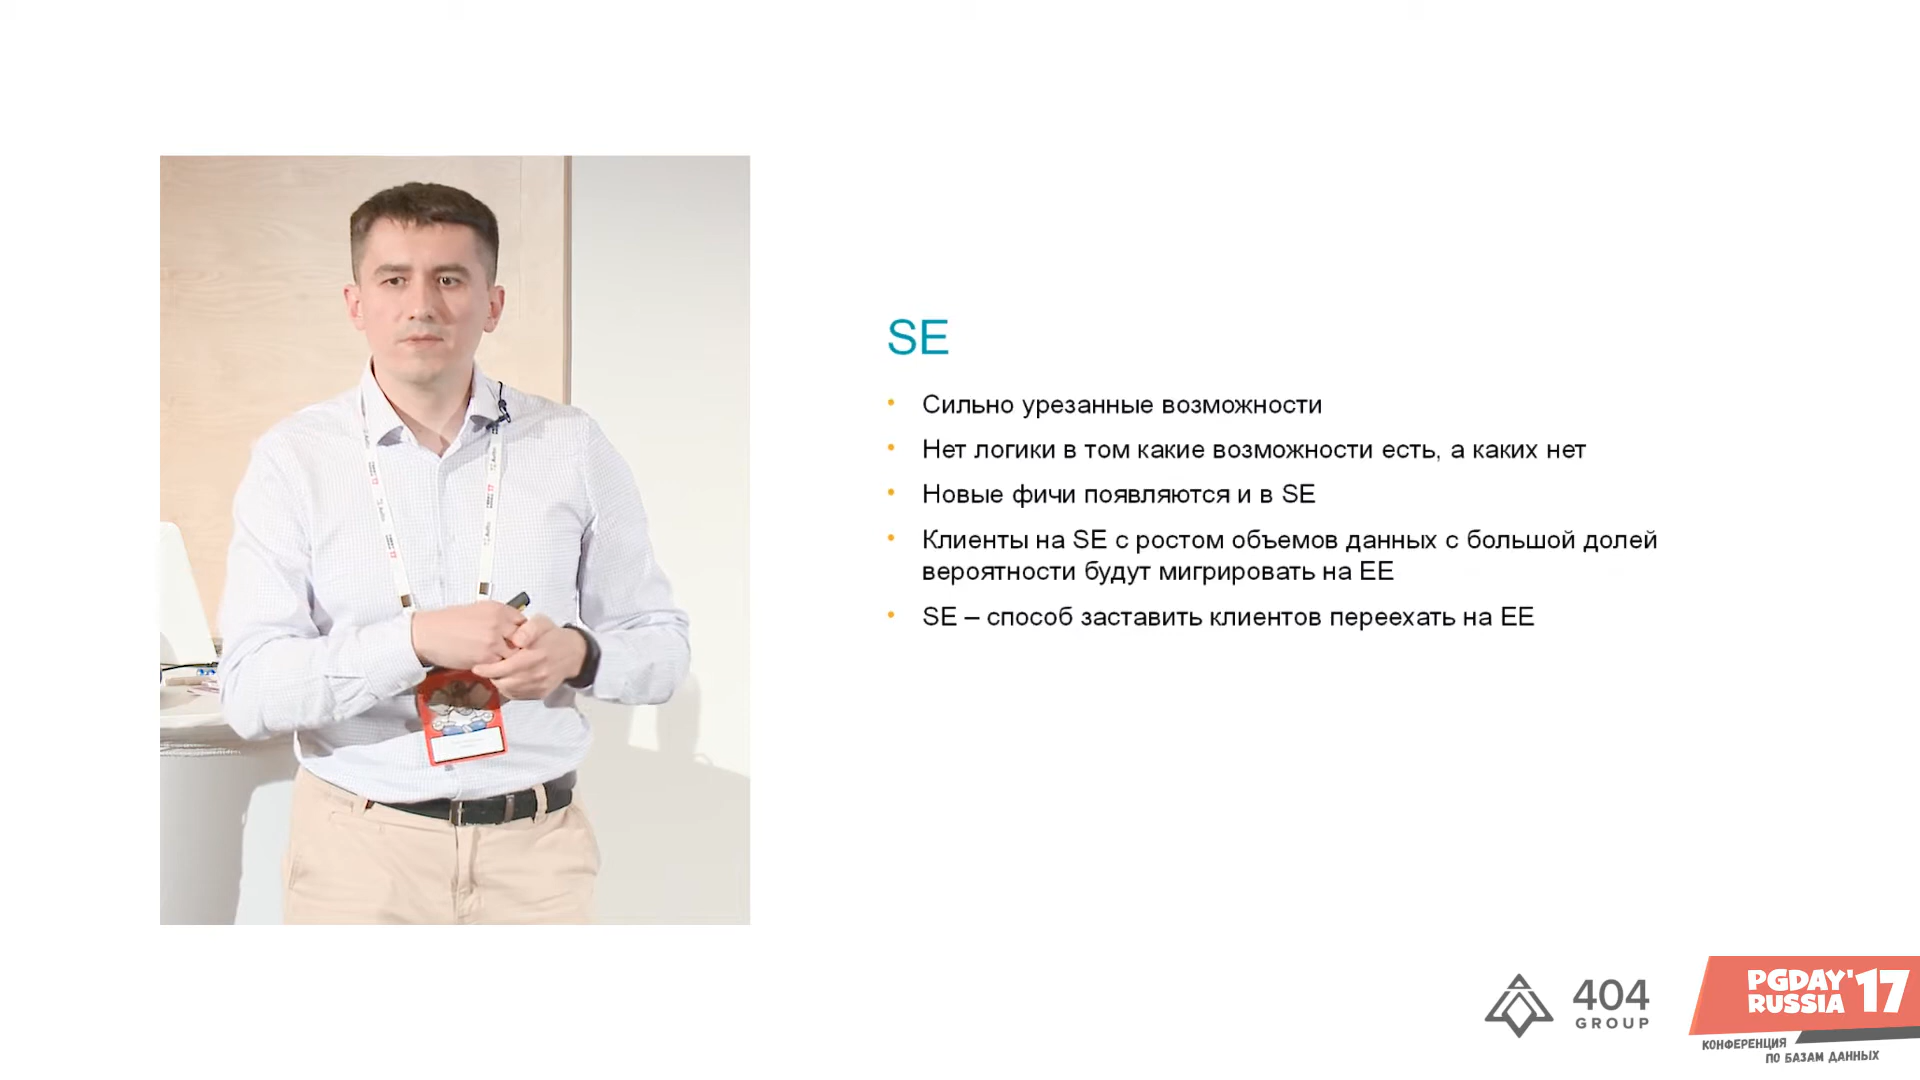 SE
• Сильно урезанные возможности
• Нет логики в том какие возможности есть, а каких нет
• Новые фичи появляются и в SE
• Клиенты на SE с ростом объемов данных с большой долей
вероятности будут мигрировать на EE
• SE – способ заставить клиентов переехать на EE
404
GROUP
PGDAY'17
RUSSIA
КОНФЕРЕНЦИЯ
ПО БАЗАМ ДАННЫХ